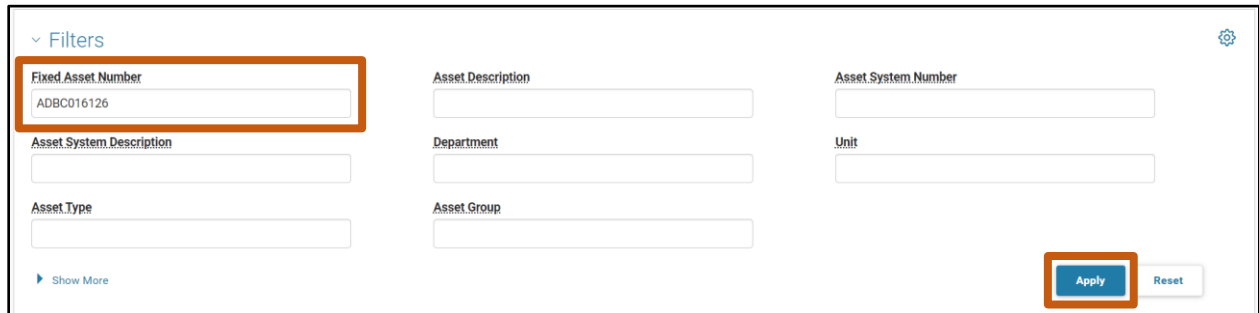 Filters
Fixed Asset Number Asset Description Asset System Number
ADBC016126
Asset System Description Department Unit
Asset Type Asset Group
Show More Apply Reset